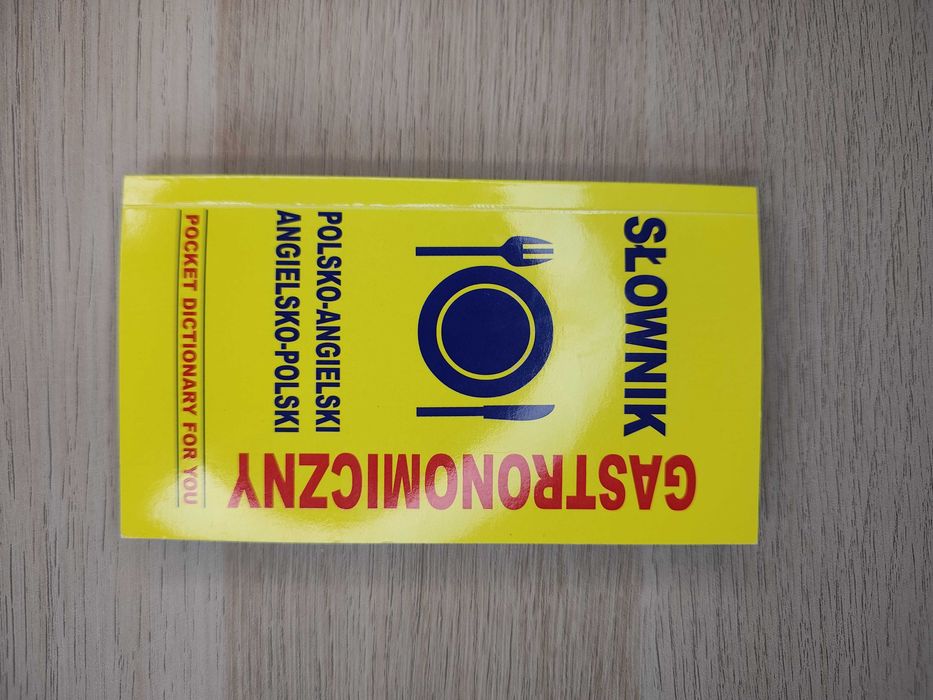 SŁOWNIK
GASTRONOMICZNY
POLSKO-ANGIELSKI
ANGIELSKO-POLSKI
POCKET DICTIONARY FOR YOU